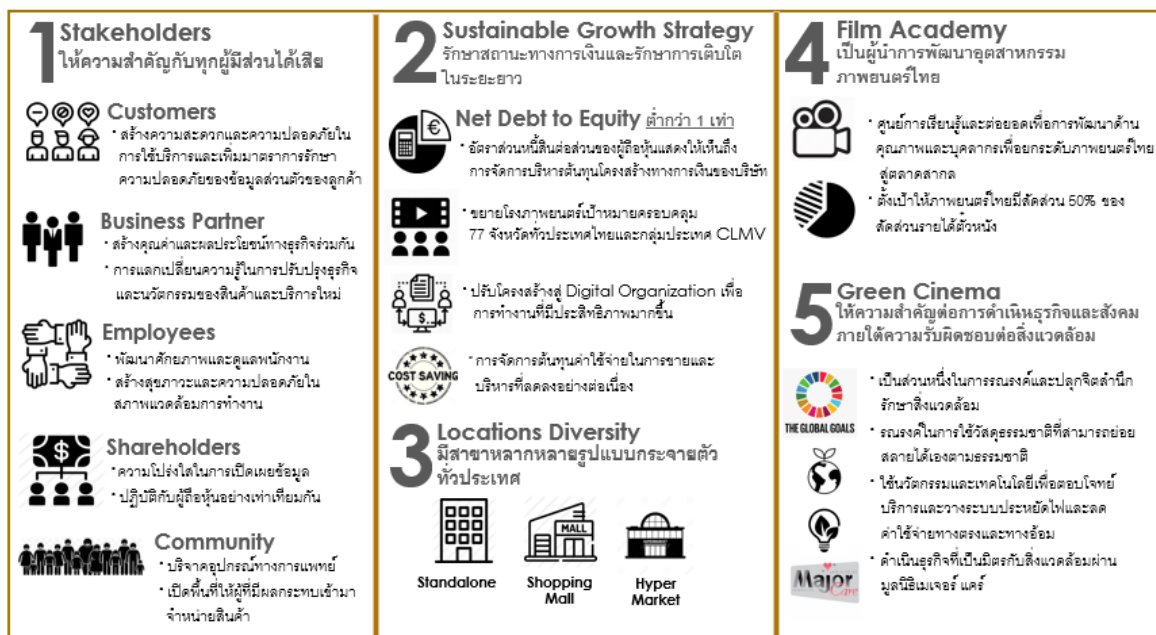 1 Stakeholders
ให้ความสำคัญกับทุกผู้มีส่วนได้เสีย
Customers
• สร้างความสะดวกและความปลอดภัยใน
การใช้บริการและเพิ่มมาตราการรักษา
ความปลอดภัยของข้อมูลส่วนตัวของลูกค้า
Business Partner
• สร้างคุณค่าและผลประโยชน์ทางธุรกิจร่วมกัน
• การแลกเปลี่ยนความรู้ในการปรับปรุงธุรกิจ
และนวัตกรรมของสินค้าและบริการใหม่
Employees
• พัฒนาศักยภาพและดูแลพนักงาน
• สร้างสุขภาวะและความปลอดภัยใน
สภาพแวดล้อมการทำงาน
Shareholders
• ความโปร่งใสในการเปิดเผยข้อมูล
• ปฏิบัติกับผู้ถือหุ้นอย่างเท่าเทียมกัน
Community
• บริจาคอุปกรณ์ทางการแพทย์
• เปิดพื้นที่ให้ผู้ที่มีผลกระทบเข้ามา
จำหน่ายสินค้า
2 Sustainable Growth Strategy
รักษาสถานะทางการเงินและรักษาการเติบโต
ในระยะยาว
€
Net Debt to Equity ต่ำกว่า 1 เท่า
• อัตราส่วนหนี้สินต่อส่วนของผู้ถือหุ้นแสดงให้เห็นถึง
การจัดการบริหารต้นทุนโครงสร้างทางการเงินของบริษัท
• ขยายโรงภาพยนตร์เป้าหมายครอบคลุม
77 จังหวัดทั่วประเทศไทยและกลุ่มประเทศ CLMV
• ปรับโครงสร้างสู่ Digital Organization เพื่อ
การทำงานที่มีประสิทธิภาพมากขึ้น
COST SAVING
• การจัดการต้นทุนค่าใช้จ่ายในการขายและ
บริหารที่ลดลงอย่างต่อเนื่อง
3 Locations Diversity
มีสาขาหลากหลายรูปแบบกระจายตัว
ทั่วประเทศ
MALL
Standalone
Shopping
Mall
Hyper
Market
4 Film Academy
เป็นผู้นำการพัฒนาอุตสาหกรรม
ภาพยนตร์ไทย
• ศูนย์การเรียนรู้และต่อยอดเพื่อการพัฒนาด้าน
คุณภาพและบุคลากรเพื่อยกระดับภาพยนตร์ไทย
สู่ตลาดสากล
• ตั้งเป้าให้ภาพยนตร์ไทยมีสัดส่วน 50% ของ
สัดส่วนรายได้ตั๋วหนัง
5 Green Cinema
ให้ความสำคัญต่อการดำเนินธุรกิจและสังคม
ภายใต้ความรับผิดชอบต่อสิ่งแวดล้อม
THE GLOBAL GOALS
• เป็นส่วนหนึ่งในการรณรงค์และปลุกจิตสำนึก
รักษาสิ่งแวดล้อม
• รณรงค์ในการใช้วัสดุธรรมชาติที่สามารถย่อย
สลายได้เองตามธรรมชาติ
• ใช้นวัตกรรมและเทคโนโลยีเพื่อตอบโจทย์
บริการและวางระบบประหยัดไฟและลด
ค่าใช้จ่ายทางตรงและทางอ้อม
Major Care
• ดำเนินธุรกิจที่เป็นมิตรกับสิ่งแวดล้อมผ่าน
มูลนิธิเมเจอร์ แคร์